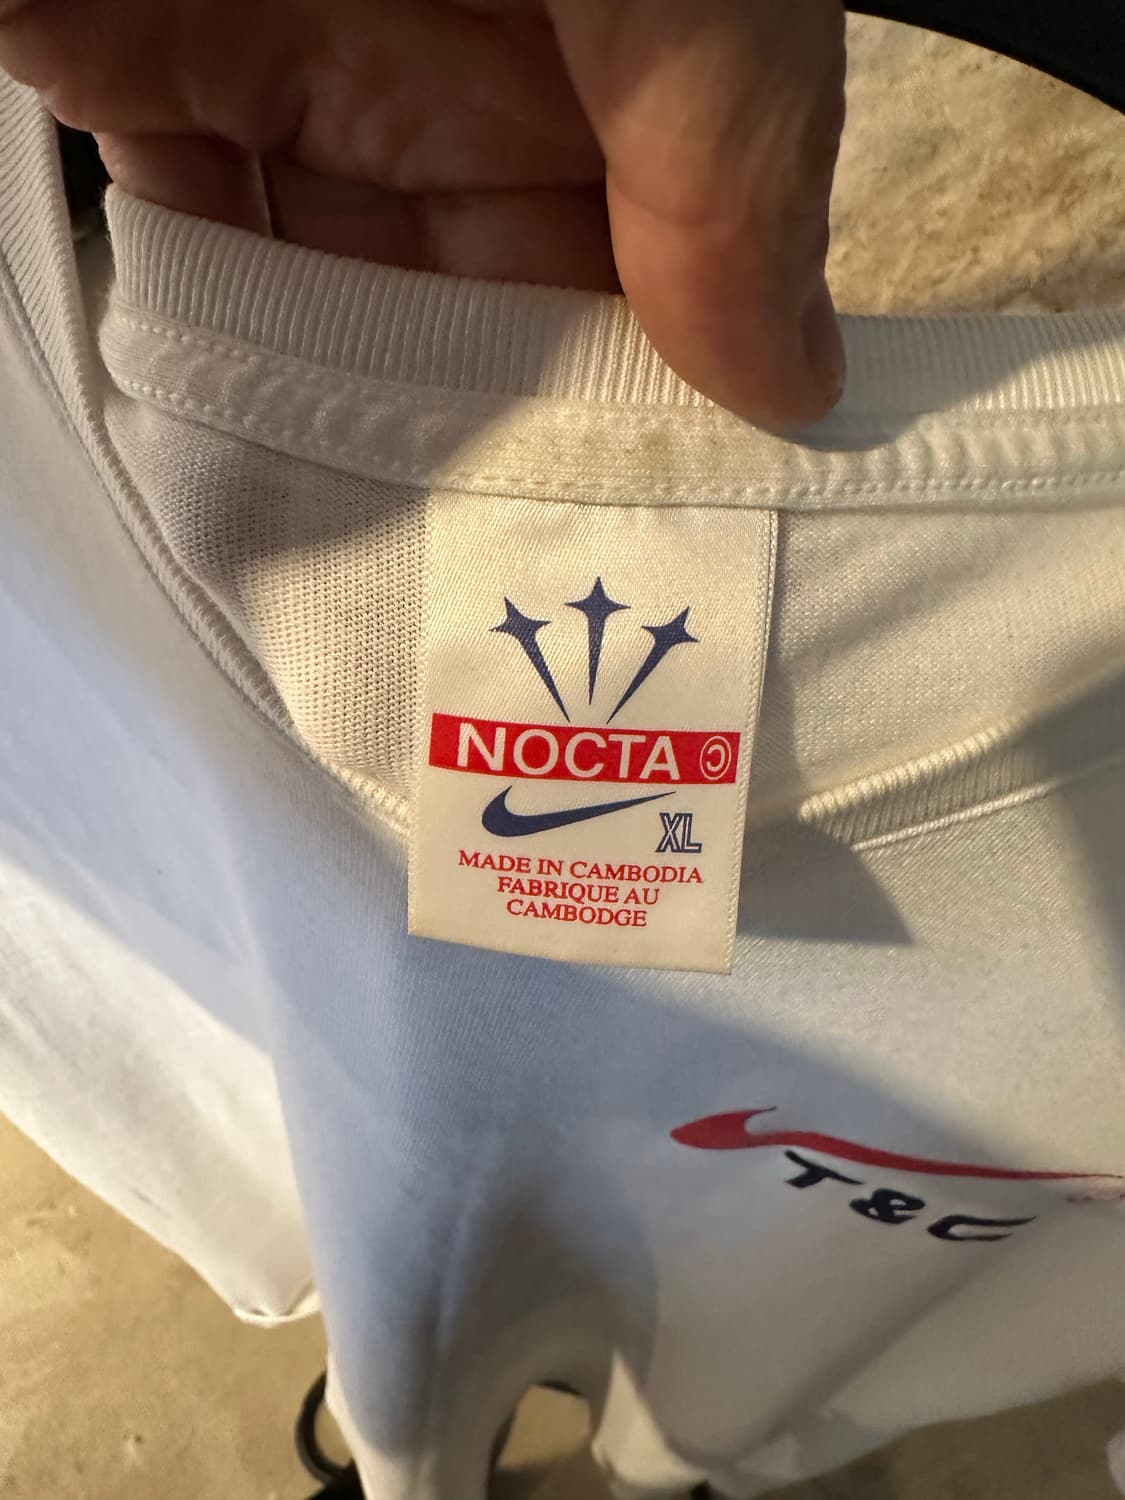 NOCTA ©
XL
MADE IN CAMBODIA
FABRIQUE AU
CAMBODGE
T&C